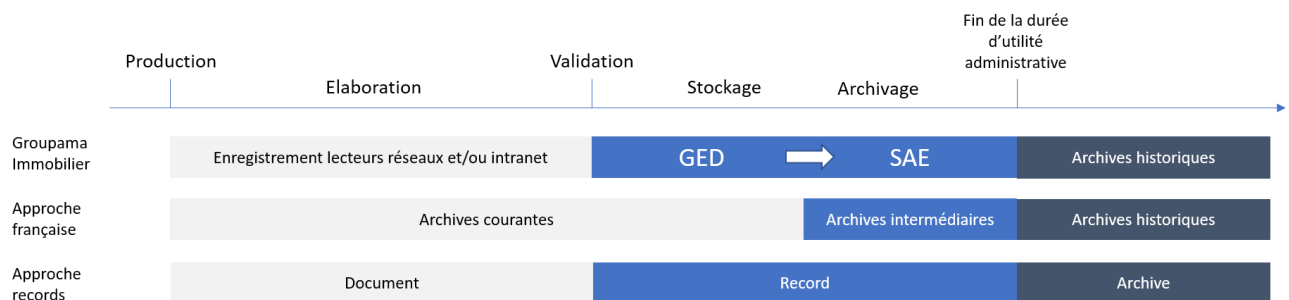 Fin de la durée
d’utilité
administrative
Production
Validation
Elaboration
Stockage
Archivage
Groupama
Immobilier
Enregistrement lecteurs réseaux et/ou intranet
GED
SAE
Archives historiques
Approche
française
Archives courantes
Archives intermédiaires
Archives historiques
Approche
records
Document
Record
Archive